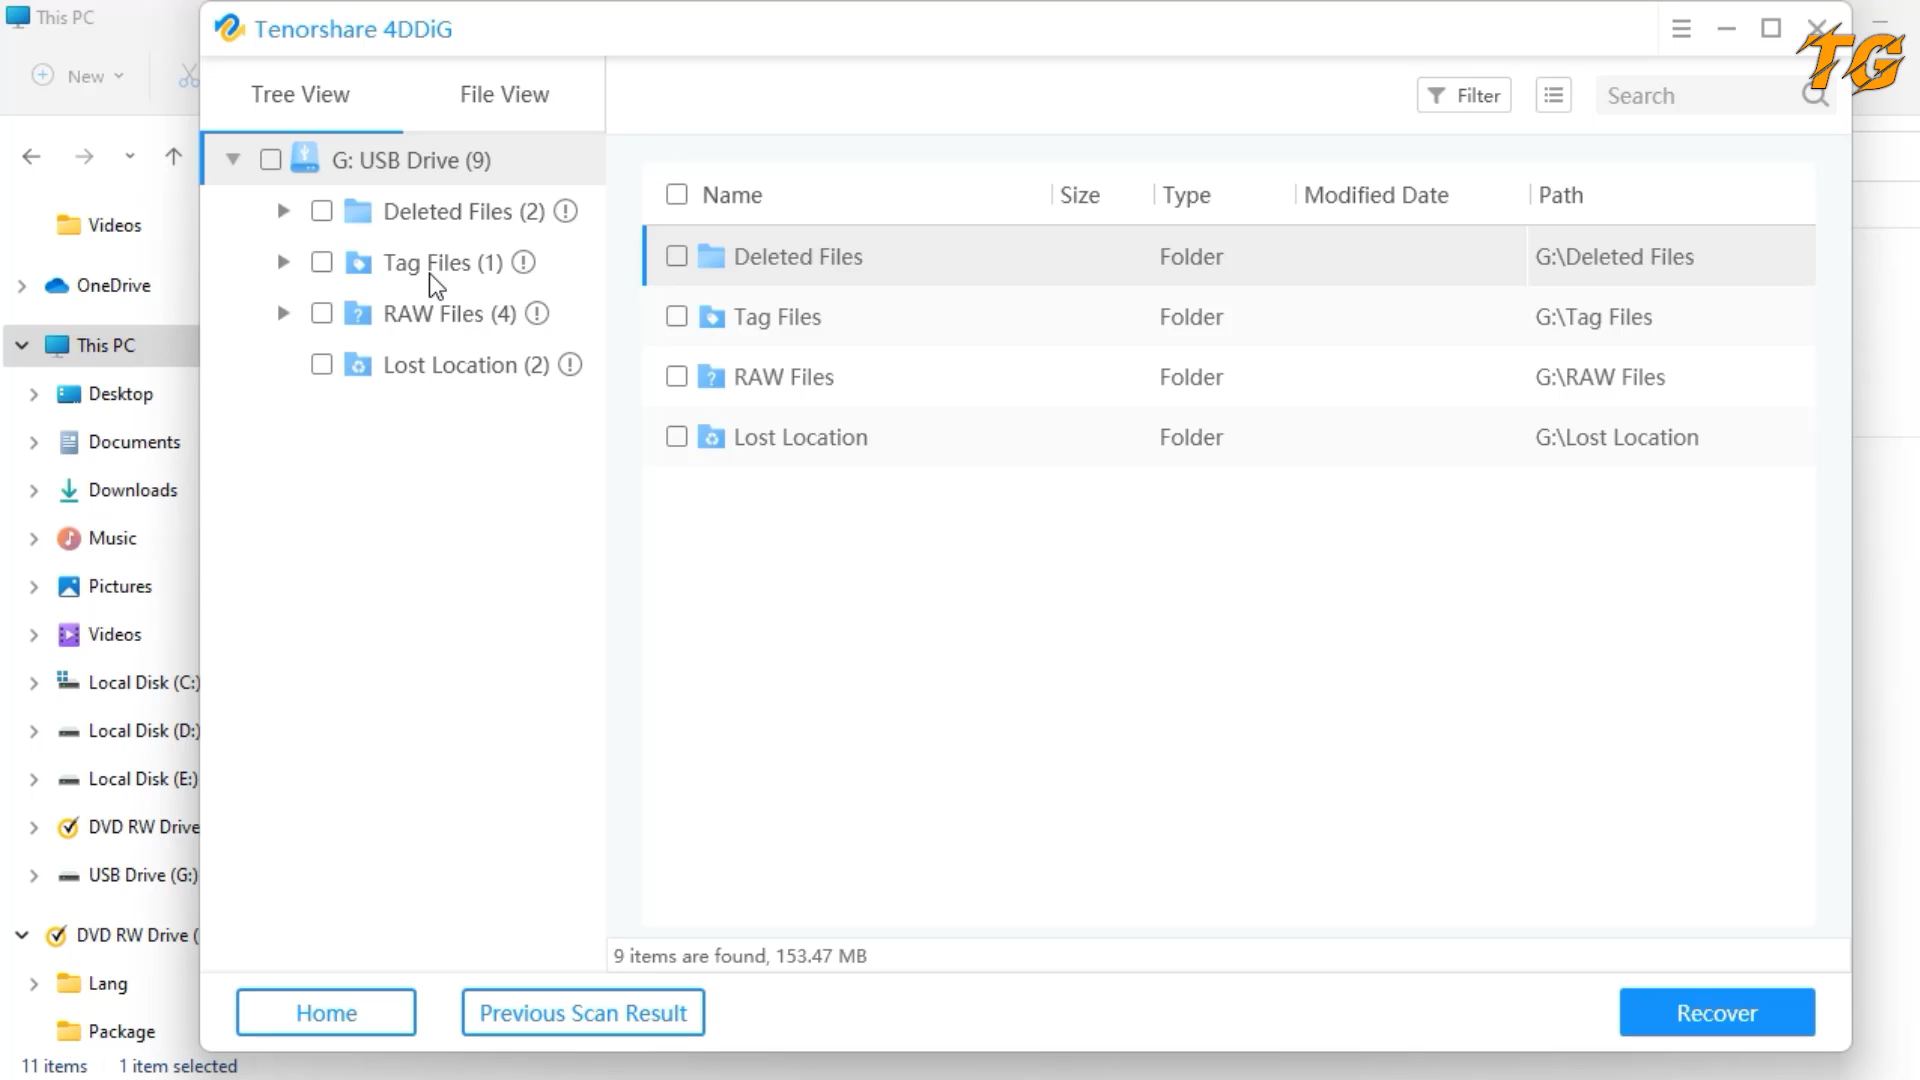 This PC
New
Videos
OneDrive
This PC
Desktop
Documents
Downloads
Music
Pictures
Videos
Local Disk (C:)
Local Disk (D:)
Local Disk (E:)
DVD RW Drive
USB Drive (G:)
DVD RW Drive (
Lang
Package
11 items 1 item selected
Tenorshare 4DDiG
TG
Tree View File View
Filter
Search
G: USB Drive (9)
Deleted Files (2)
Tag Files (1)
RAW Files (4)
Lost Location (2)
Name Size Type Modified Date Path
Deleted Files Folder G:\Deleted Files
Tag Files Folder G:\Tag Files
RAW Files Folder G:\RAW Files
Lost Location Folder G:\Lost Location
9 items are found, 153.47 MB
Home Previous Scan Result Recover